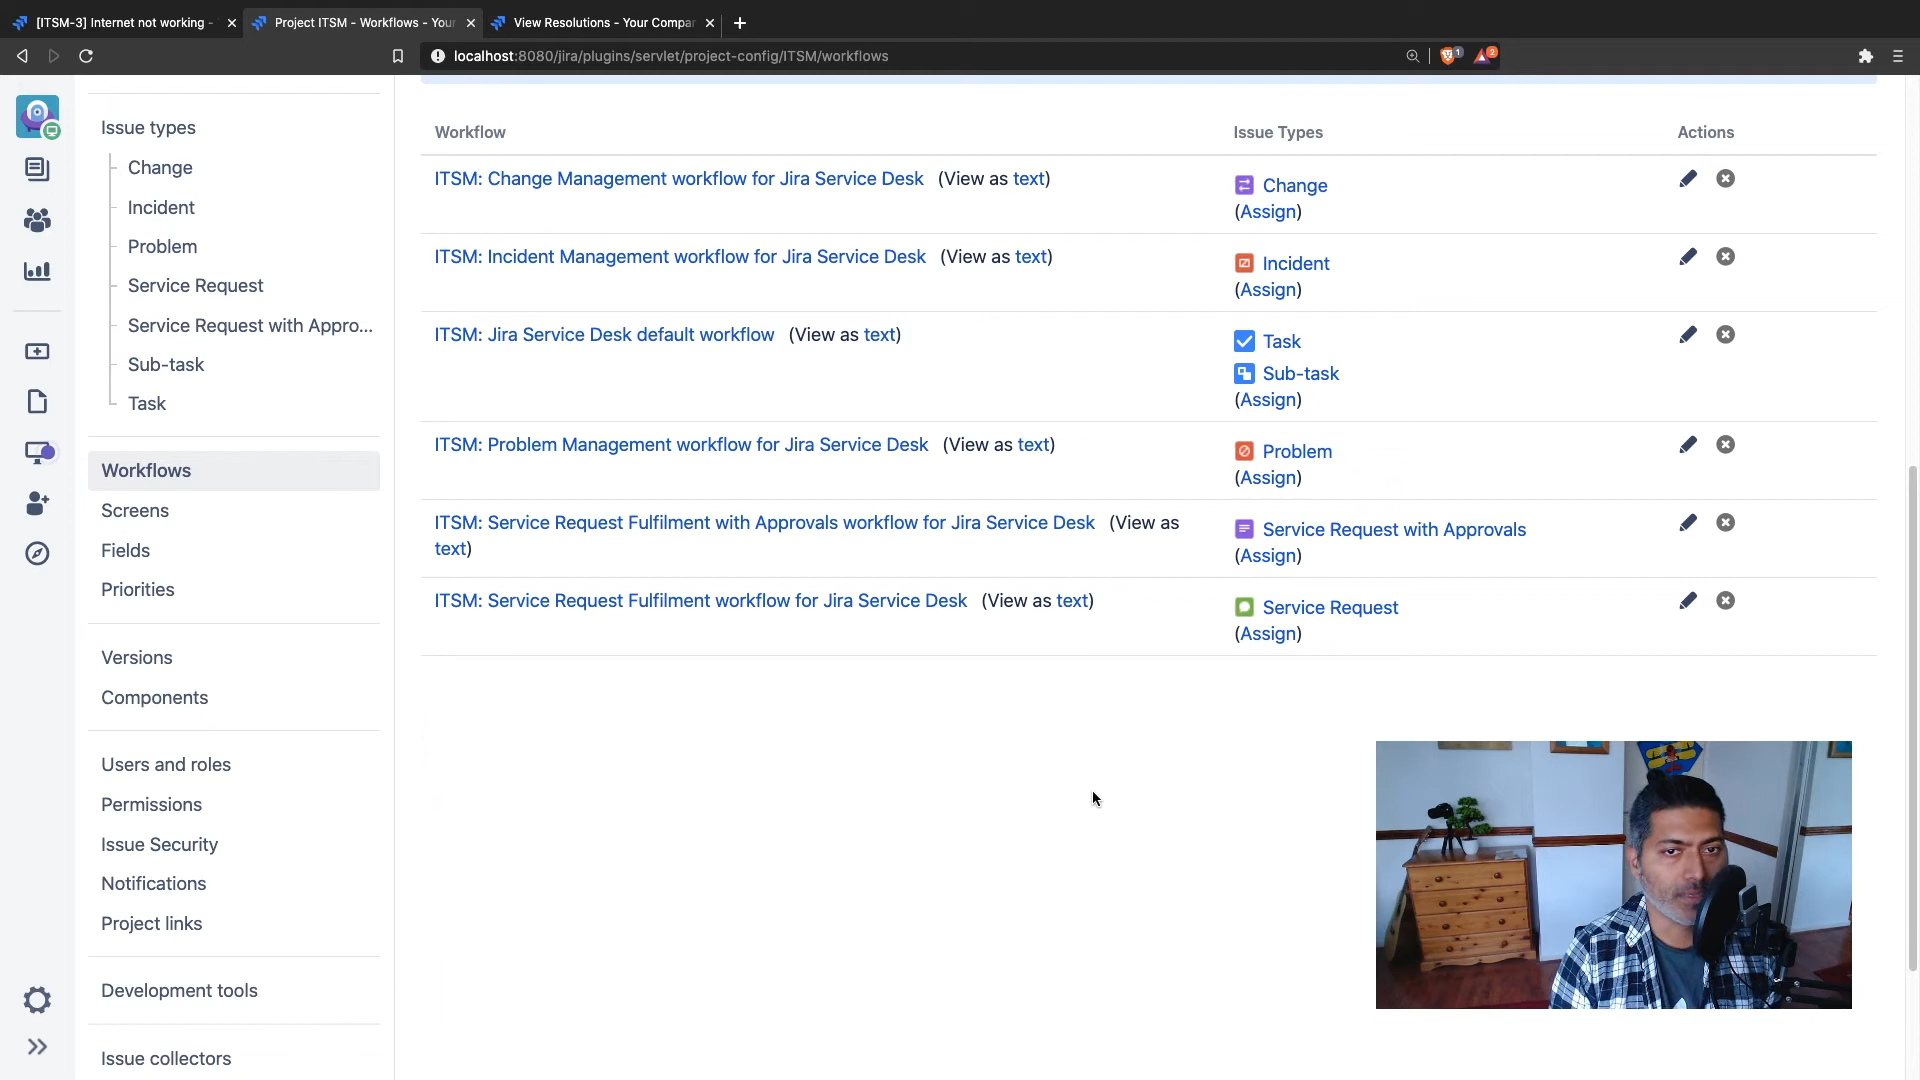 [ITSM-3] Internet not working -
Project ITSM - Workflows - Your
View Resolutions - Your Compan
localhost:8080/jira/plugins/servlet/project-config/ITSM/workflows
1
2
Issue types
Change
Incident
Problem
Service Request
Service Request with Appro...
Sub-task
Task
Workflows
Screens
Fields
Priorities
Versions
Components
Users and roles
Permissions
Issue Security
Notifications
Project links
Development tools
Issue collectors
Workflow Issue Types Actions
ITSM: Change Management workflow for Jira Service Desk (View as text)
Change
(Assign)
ITSM: Incident Management workflow for Jira Service Desk (View as text)
Incident
(Assign)
ITSM: Jira Service Desk default workflow (View as text)
Task
Sub-task
(Assign)
ITSM: Problem Management workflow for Jira Service Desk (View as text)
Problem
(Assign)
ITSM: Service Request Fulfilment with Approvals workflow for Jira Service Desk (View as
text)
Service Request with Approvals
(Assign)
ITSM: Service Request Fulfilment workflow for Jira Service Desk (View as text)
Service Request
(Assign)